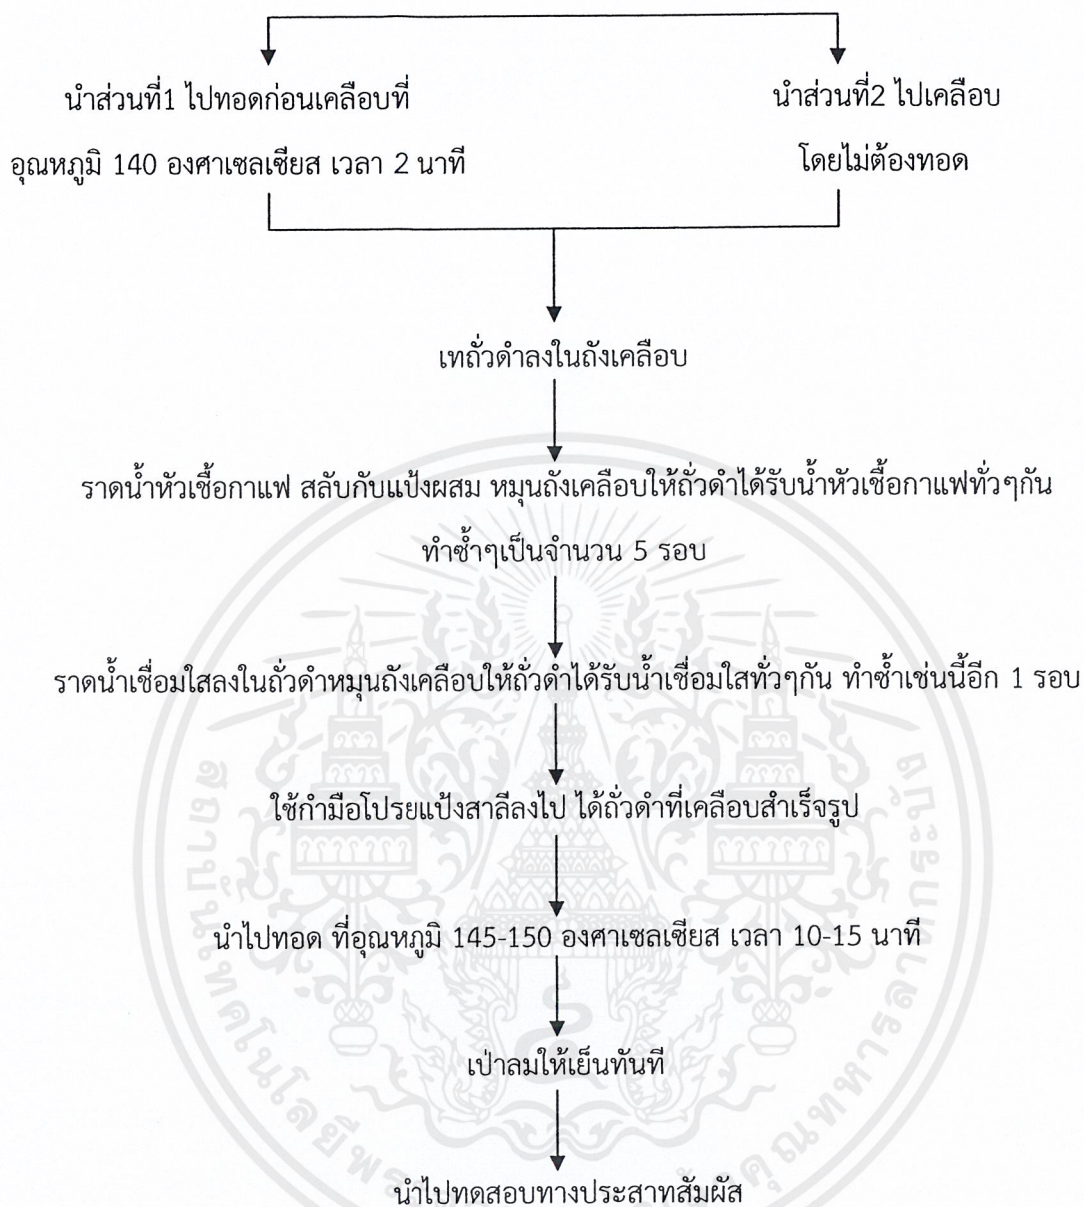 นำส่วนที่1 ไปทอดก่อนเคลือบที่
อุณหภูมิ 140 องศาเซลเซียส เวลา 2 นาที
นำส่วนที่2 ไปเคลือบ
โดยไม่ต้องทอด
เทถั่วดำลงในถังเคลือบ
ราดน้ำหัวเชื้อกาแฟ สลับกับแป้งผสม หมุนถังเคลือบให้ถั่วดำได้รับน้ำหัวเชื้อกาแฟทั่วๆกัน
ทำซ้ำๆเป็นจำนวน 5 รอบ
ราดน้ำเชื่อมใสลงในถั่วดำหมุนถังเคลือบให้ถั่วดำได้รับน้ำเชื่อมใสทั่วๆกัน ทำซ้ำเช่นนี้อีก 1 รอบ
ใช้กำมือโปรยแป้งสาลีลงไป ได้ถั่วดำที่เคลือบสำเร็จรูป
นำไปทอด ที่อุณหภูมิ 145-150 องศาเซลเซียส เวลา 10-15 นาที
เป่าลมให้เย็นทันที
นำไปทดสอบทางประสาทสัมผัส